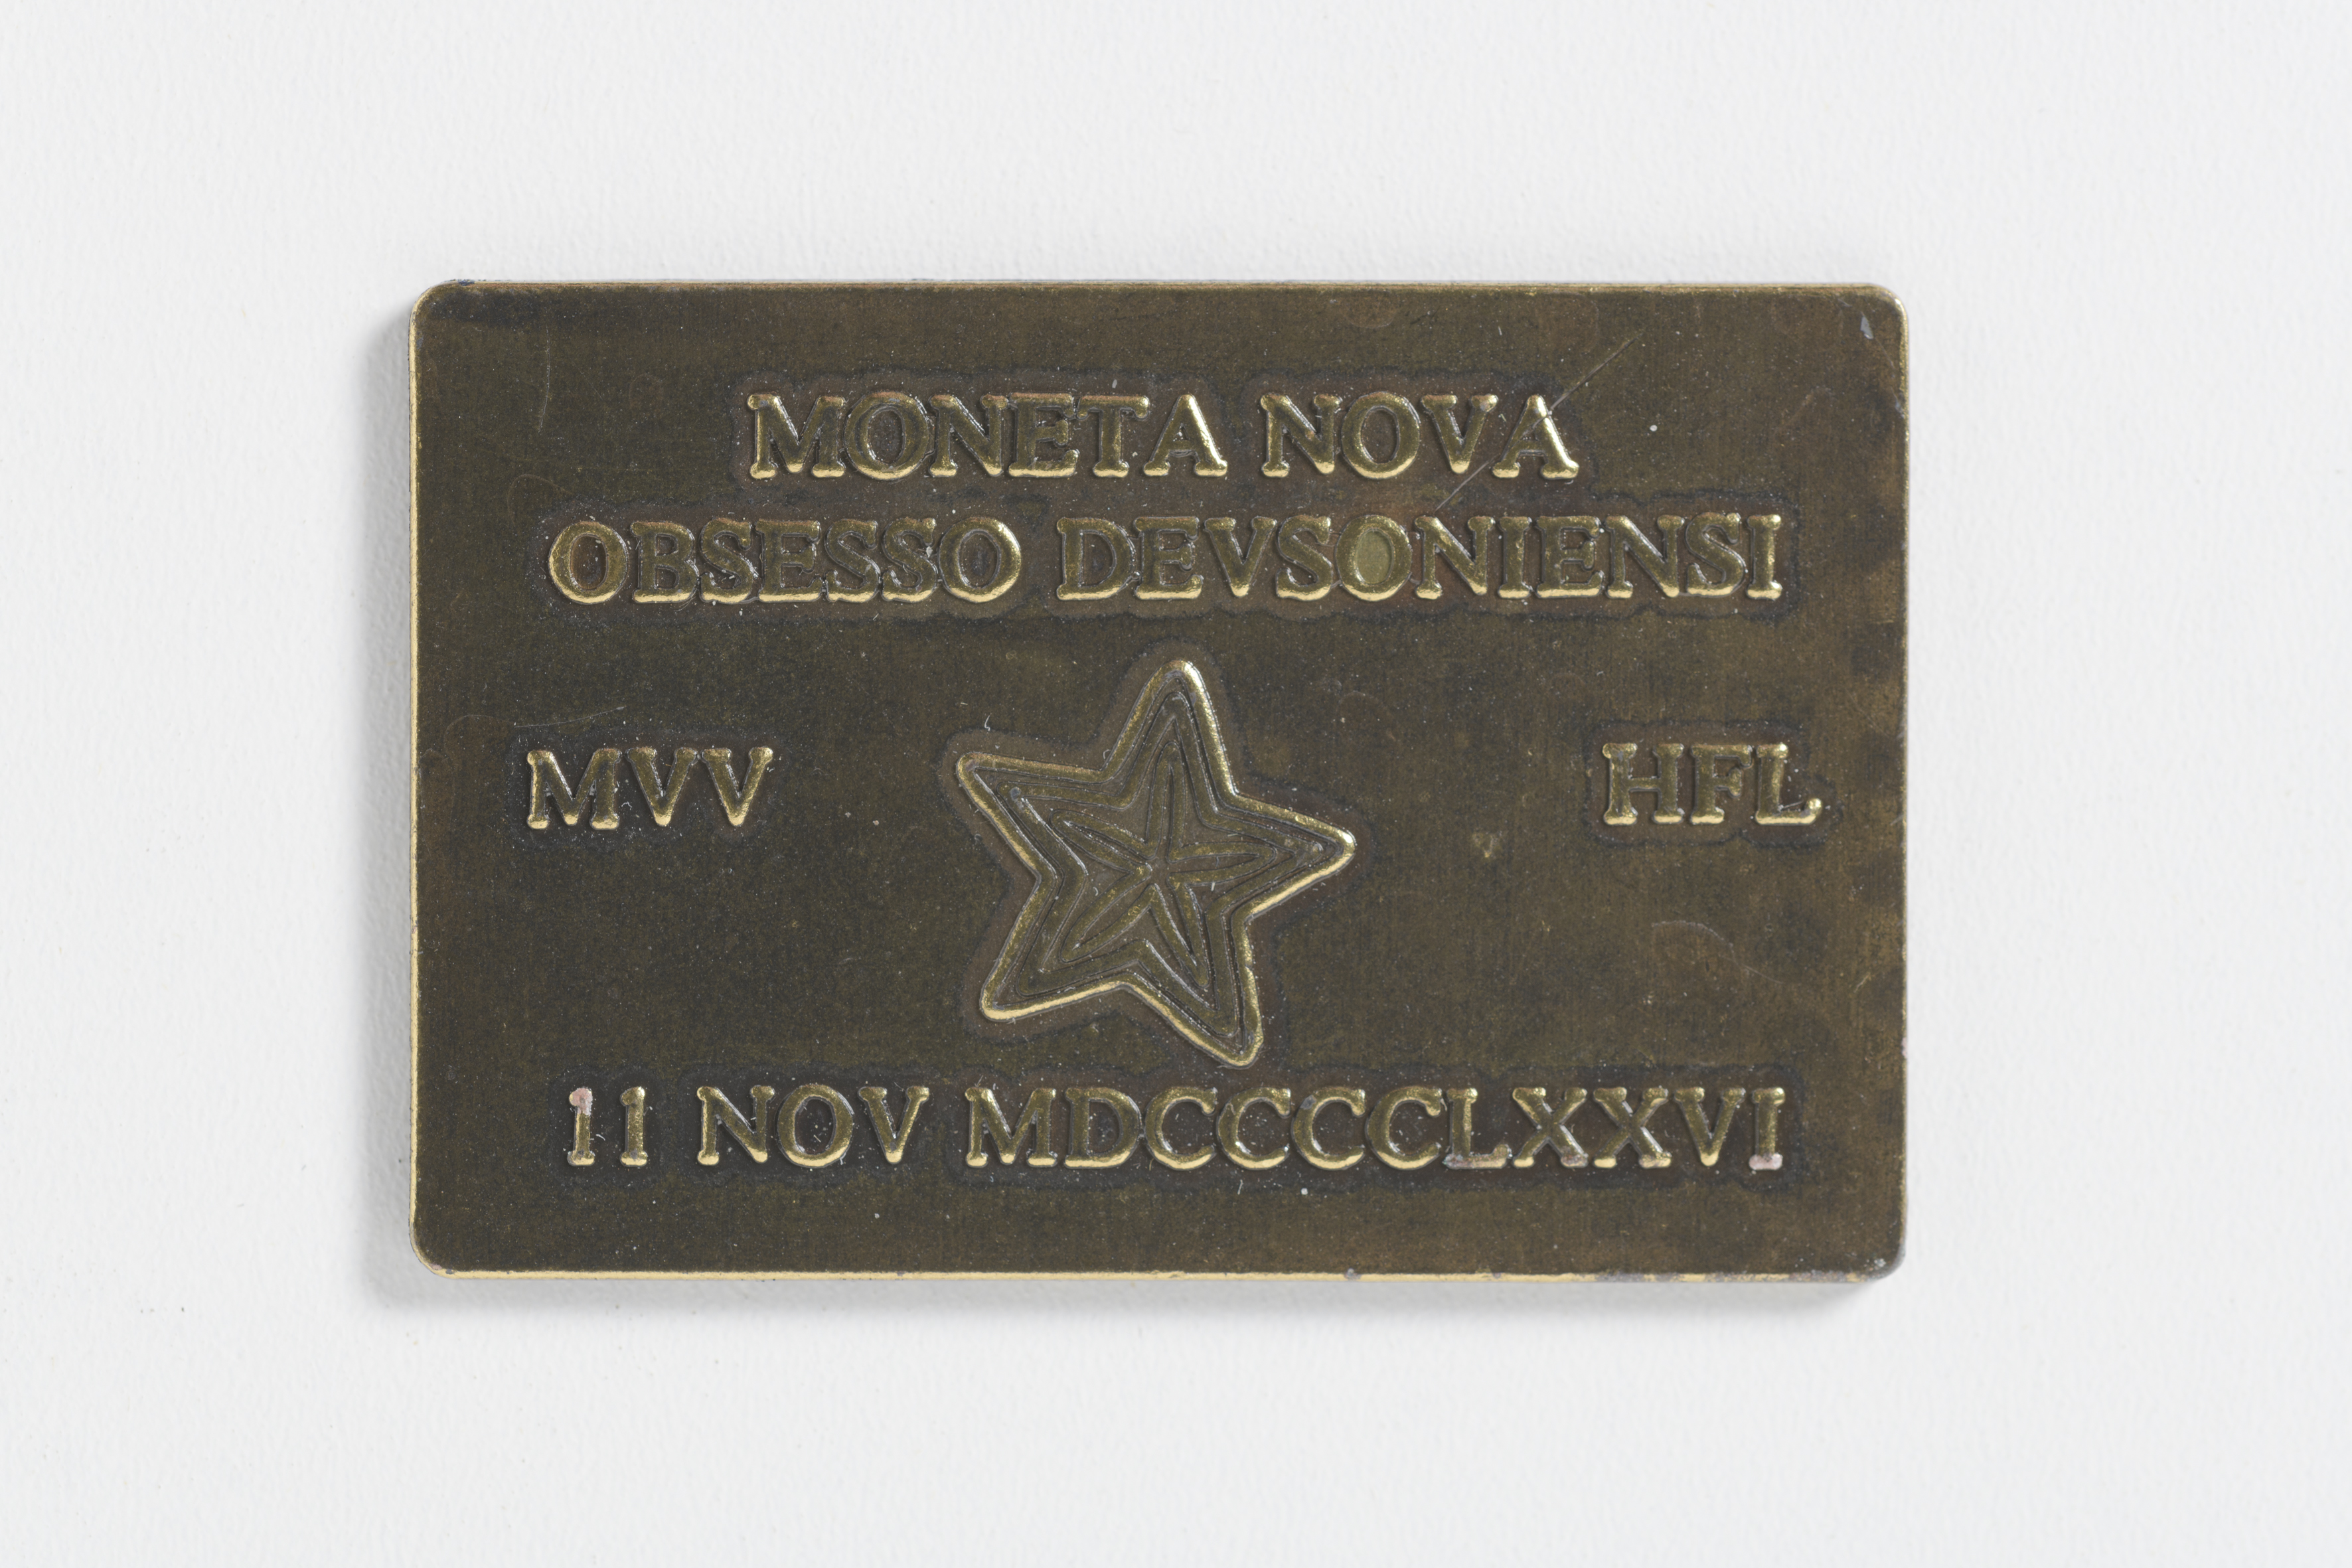 MONETA NOVA
OBSESSO DEVSONIENSI
MVV HFL
11 NOV MDCCCCLXXVI